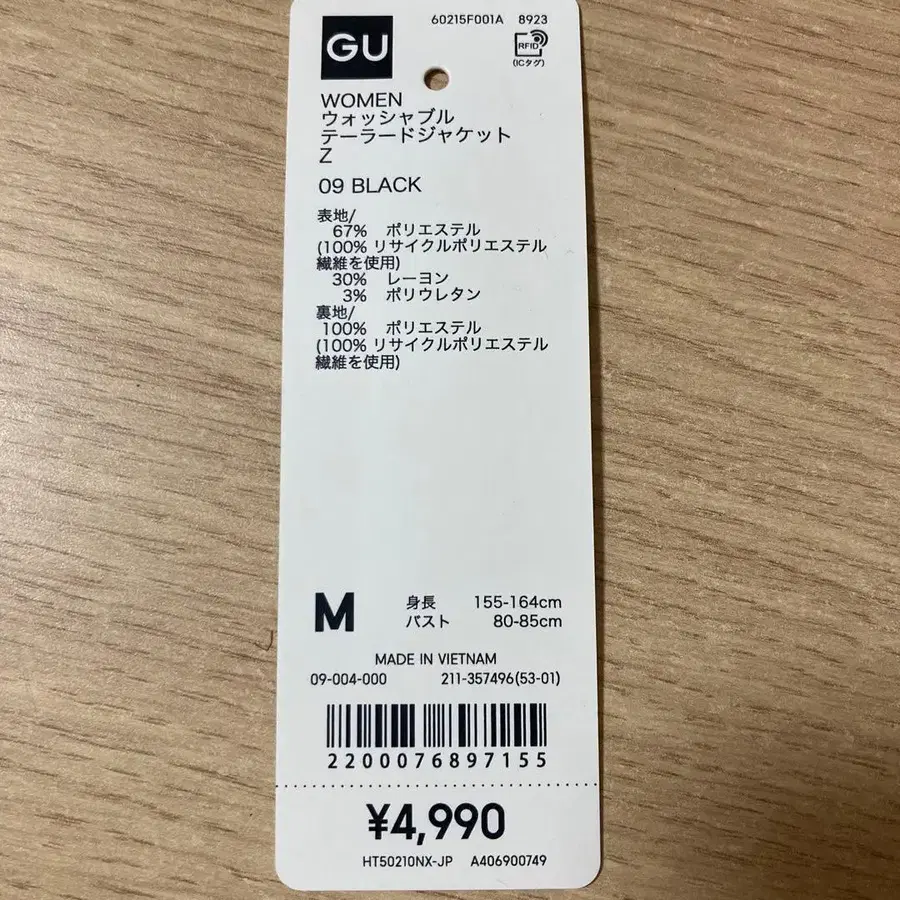 60215F001A 8923
GU
RFID
(ICタグ)
WOMEN
ウォッシャブル
テーラードジャケット
Z
09 BLACK
表地/
67% ポリエステル
(100% リサイクルポリエステル
繊維を使用)
30% レーヨン
3% ポリウレタン
裏地/
100% ポリエステル
(100% リサイクルポリエステル
繊維を使用)
M
身長 155-164cm
バスト 80-85cm
MADE IN VIETNAM
09-004-000 211-357496(53-01)
2200076897155
¥4,990
HT50210NX-JP A406900749